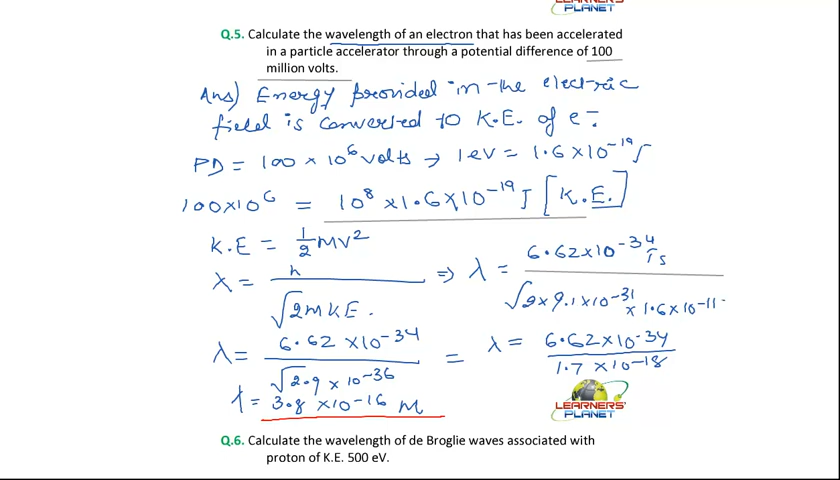 LEARNERS'
PLANET
Q.5. Calculate the wavelength of an electron that has been accelerated
in a particle accelerator through a potential difference of 100
million volts.
Ans) Energy provided in the electric
field is converted to K.E. of e-
PD = 100 × 10⁶ volts → 1eV = 1.6 × 10⁻¹⁹J
100×10⁶ = 10⁸ × 1.6 × 10⁻¹⁹ J [K.E.]
K.E = 1/2 mv²
λ = h / √2mKE. ⇒ λ = 6.62×10⁻³⁴ Js / √2×9.1×10⁻³¹ × 1.6×10⁻¹¹
λ = 6.62 × 10⁻³⁴ / √2.9 × 10⁻³⁶ = λ = 6.62×10⁻³⁴ / 1.7 × 10⁻¹⁸
λ = 3.8 × 10⁻¹⁶ m
LEARNERS'
PLANET
Q.6. Calculate the wavelength of de Broglie waves associated with
proton of K.E. 500 eV.